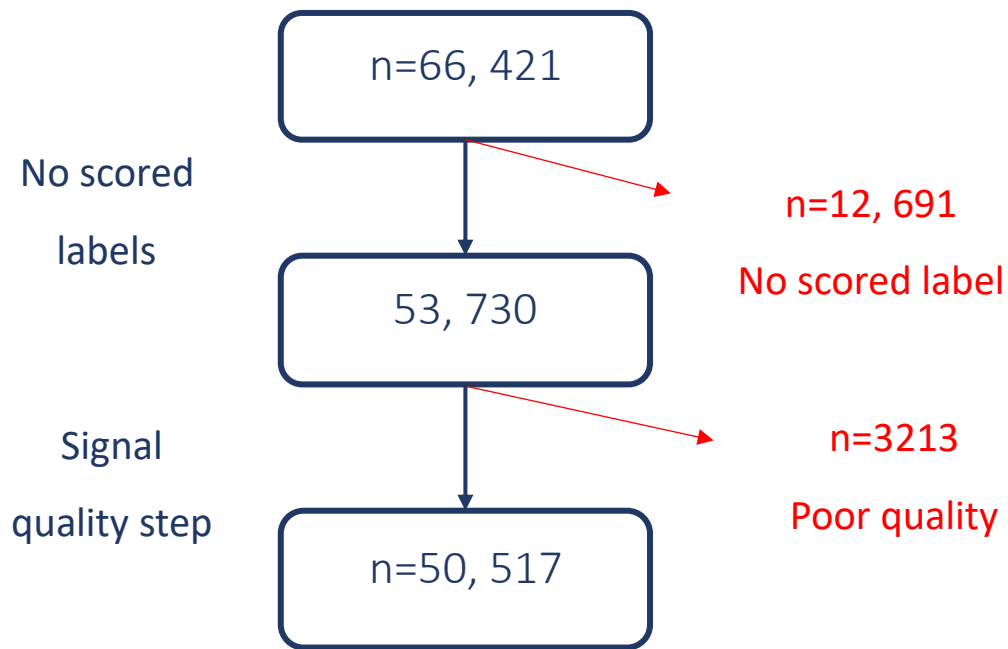 n=66, 421
No scored
labels
n=12, 691
No scored label
53, 730
Signal
quality step
n=3213
Poor quality
n=50, 517